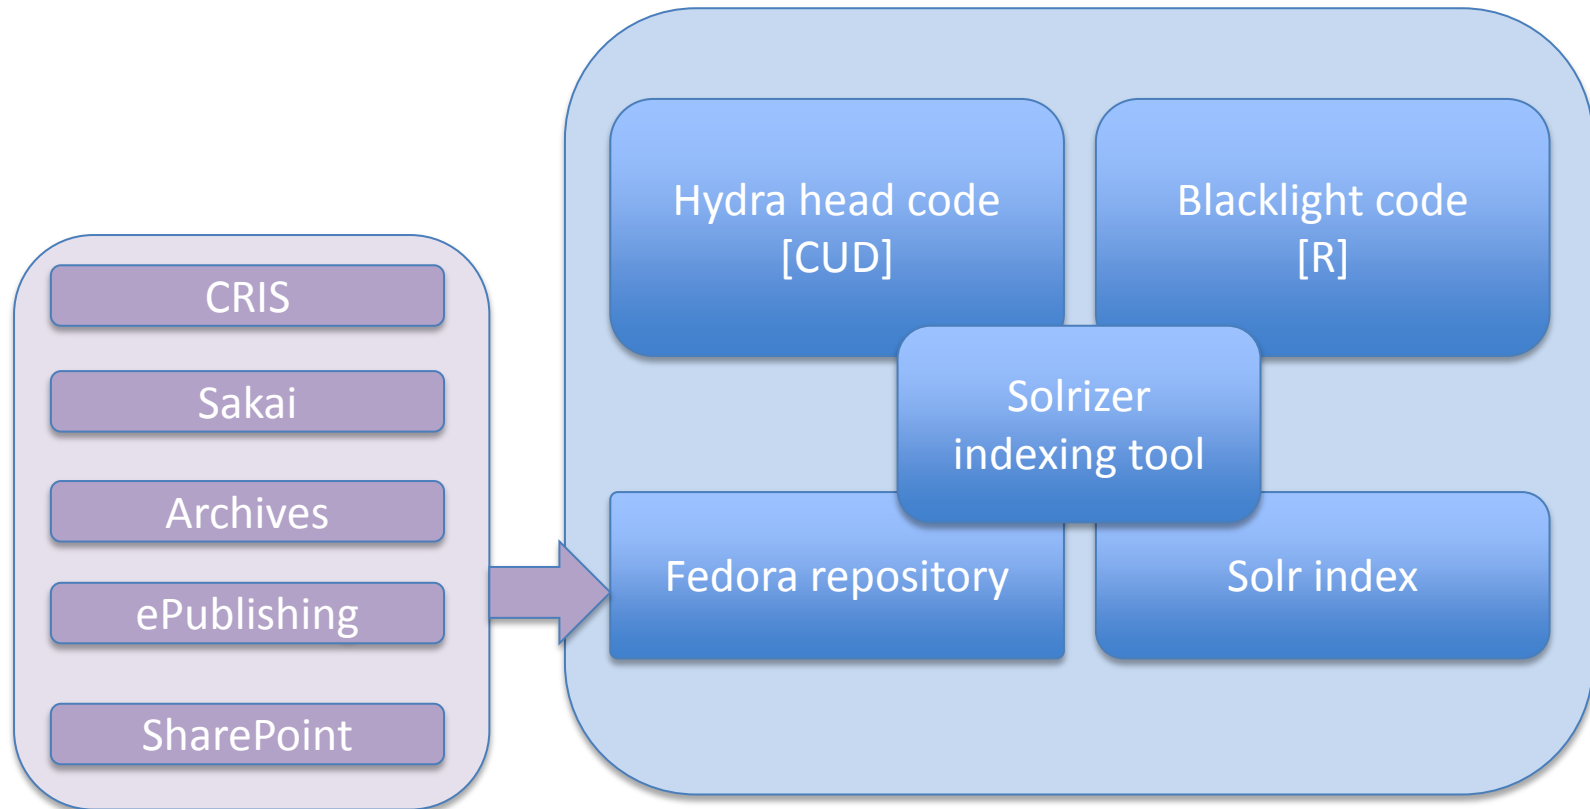 CRIS
Sakai
Archives
ePublishing
SharePoint
Hydra head code
[CUD]
Blacklight code
[R]
Solrizer
indexing tool
Fedora repository
Solr index